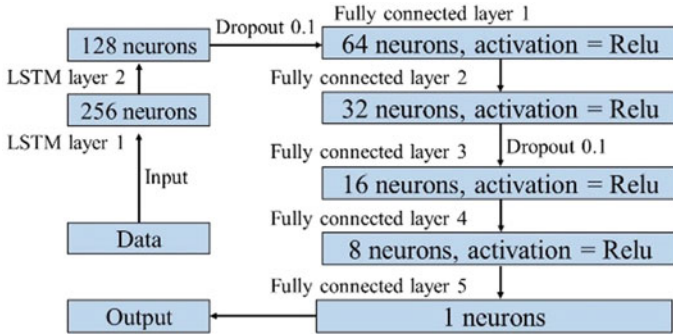 Fully connected layer 1
Dropout 0.1
128 neurons
64 neurons, activation = Relu
LSTM layer 2
Fully connected layer 2
256 neurons
32 neurons, activation = Relu
LSTM layer 1
Fully connected layer 3
Dropout 0.1
Input
16 neurons, activation = Relu
Fully connected layer 4
Data
8 neurons, activation = Relu
Fully connected layer 5
Output
1 neurons